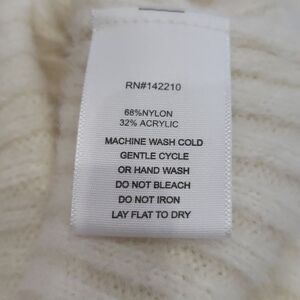 RN#142210
68%NYLON
32% ACRYLIC
MACHINE WASH COLD
GENTLE CYCLE
OR HAND WASH
DO NOT BLEACH
DO NOT IRON
LAY FLAT TO DRY